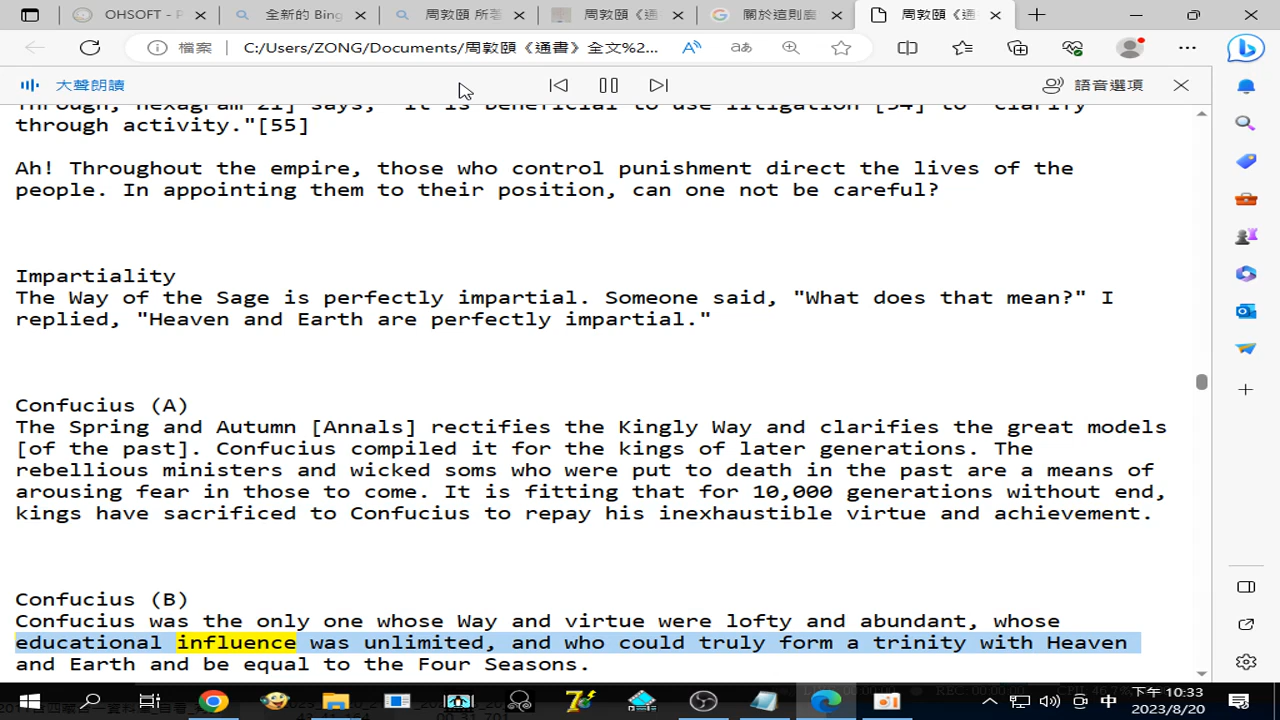 OHSOFT - F
全新的 Bing
周敦頤 所著
周敦頤《通
關於這則廟
周敦頤《通
檔案
C:/Users/ZONG/Documents/周敦頤《通書》全文%2...
大聲朗讀
語音選項
Through, Hexagram 21] says, "It is beneficial to use litigation [54] to "clarify
through activity."[55]
Ah! Throughout the empire, those who control punishment direct the lives of the
people. In appointing them to their position, can one not be careful?
Impartiality
The Way of the Sage is perfectly impartial. Someone said, "What does that mean?" I
replied, "Heaven and Earth are perfectly impartial."
Confucius (A)
The Spring and Autumn [Annals] rectifies the Kingly Way and clarifies the great models
[of the past]. Confucius compiled it for the kings of later generations. The
rebellious ministers and wicked soms who were put to death in the past are a means of
arousing fear in those to come. It is fitting that for 10,000 generations without end,
kings have sacrificed to Confucius to repay his inexhaustible virtue and achievement.
Confucius (B)
Confucius was the only one whose Way and virtue were lofty and abundant, whose
educational influence was unlimited, and who could truly form a trinity with Heaven
and Earth and be equal to the Four Seasons.
中
下午 10:33
2023/8/20